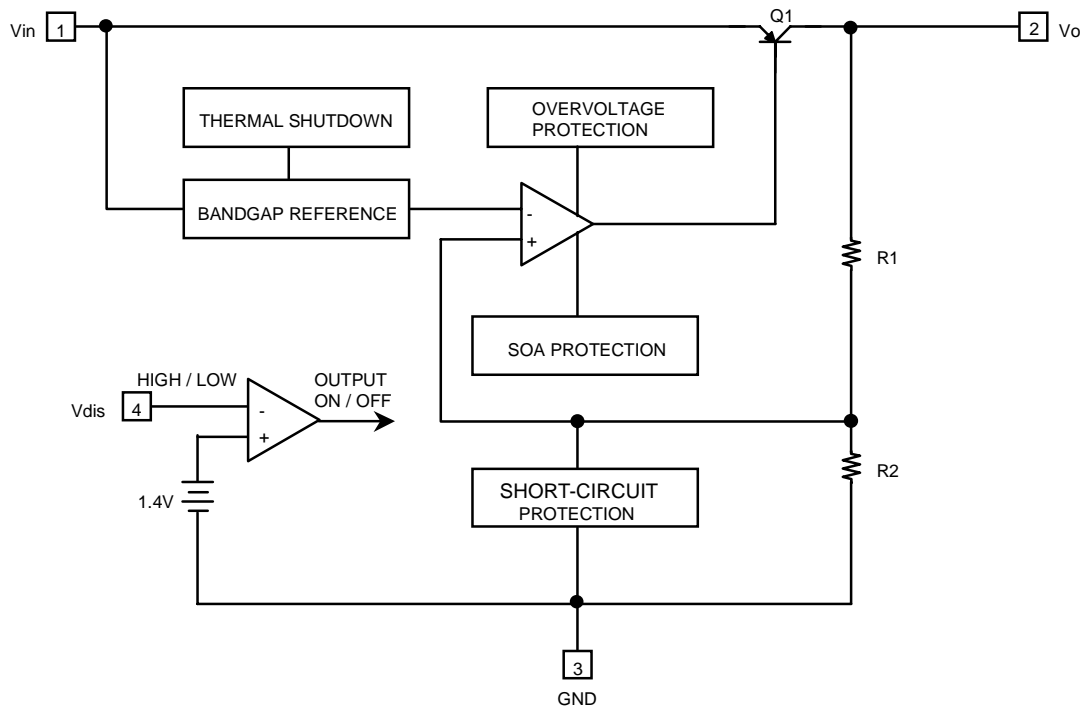 Q1
Vin 1
2 Vo
THERMAL SHUTDOWN
OVERVOLTAGE
PROTECTION
BANDGAP REFERENCE
-
+
R1
SOA PROTECTION
HIGH / LOW
OUTPUT
ON / OFF
Vdis 4
-
+
1.4V
R2
SHORT-CIRCUIT
PROTECTION
3
GND